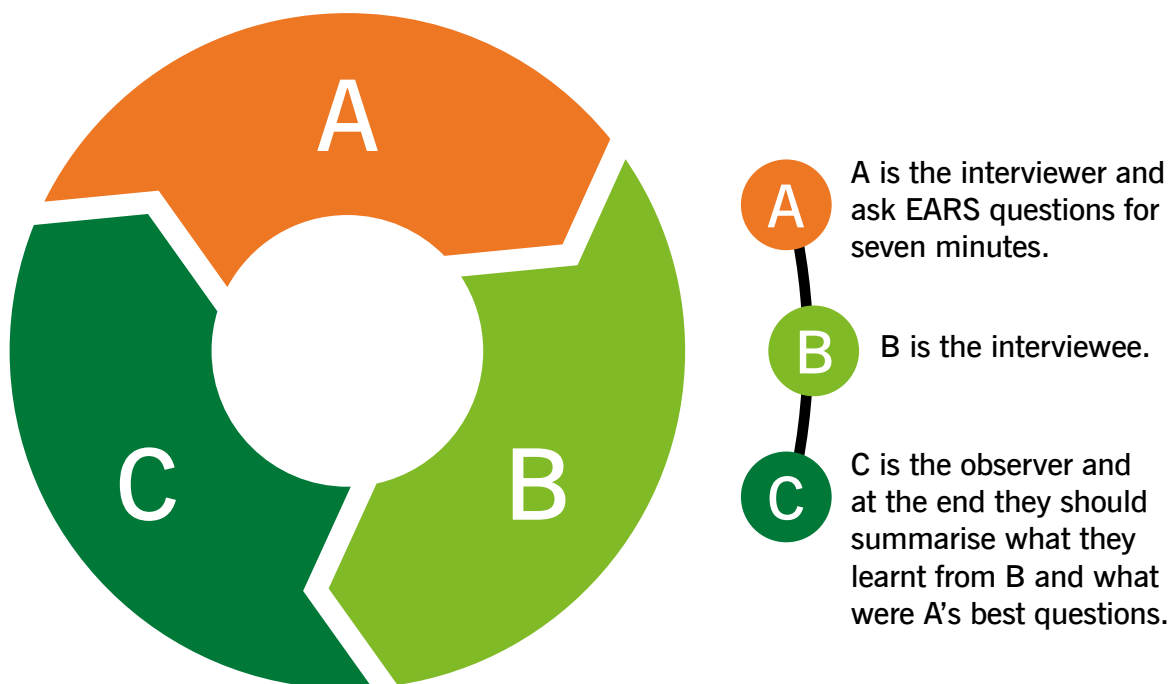 A
B
C
A
A is the interviewer and
ask EARS questions for
seven minutes.
B
B is the interviewee.
C
C is the observer and
at the end they should
summarise what they
learnt from B and what
were A’s best questions.